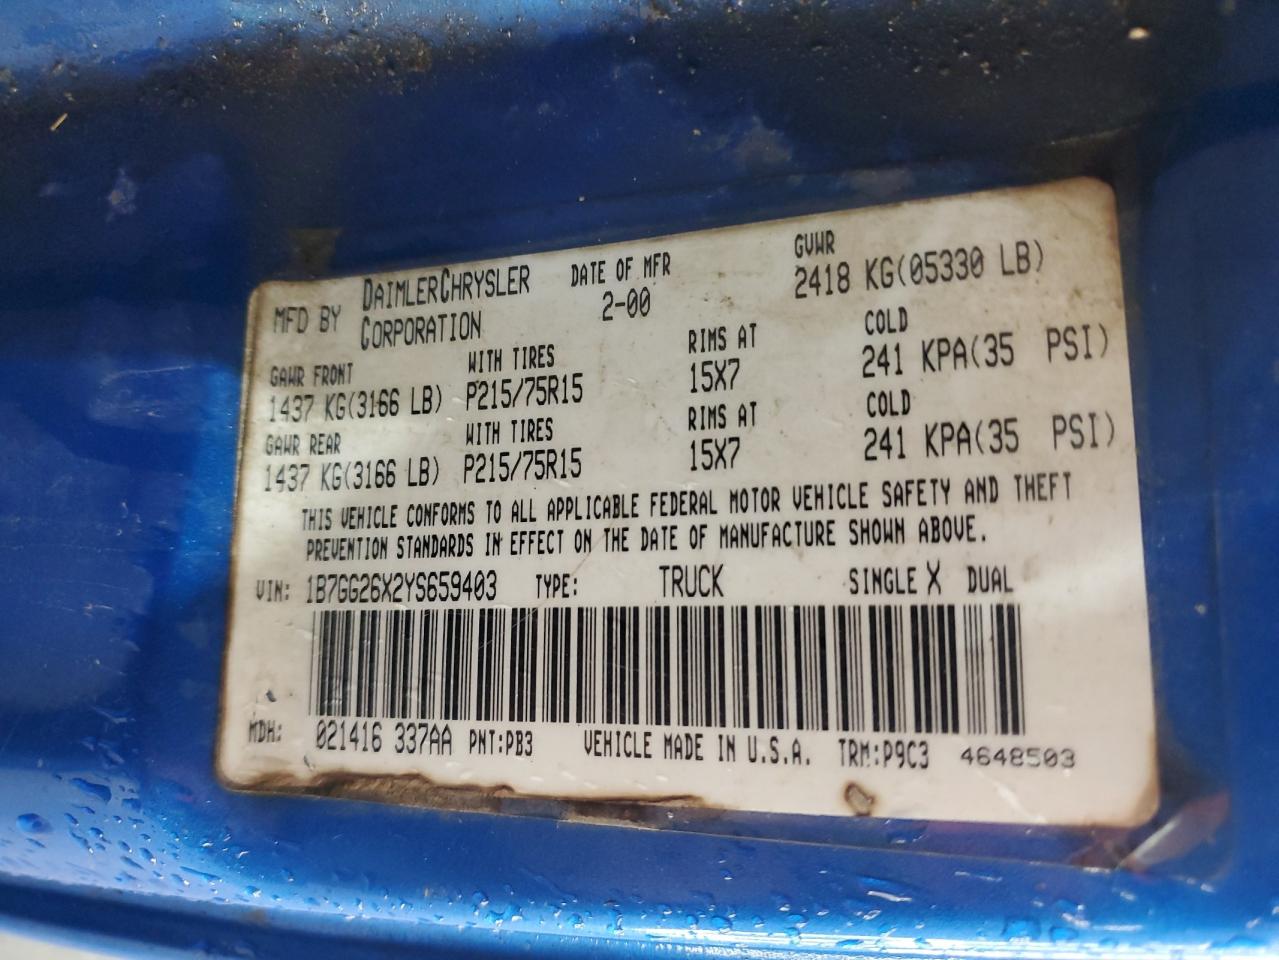 MFD BY DAIMLERCHRYSLER CORPORATION DATE OF MFR 2-00 GVWR 2418 KG(05330 LB)
GAWR FRONT WITH TIRES RIMS AT COLD
1437 KG(3166 LB) P215/75R15 15X7 241 KPA(35 PSI)
GAWR REAR WITH TIRES RIMS AT COLD
1437 KG(3166 LB) P215/75R15 15X7 241 KPA(35 PSI)
THIS VEHICLE CONFORMS TO ALL APPLICABLE FEDERAL MOTOR VEHICLE SAFETY AND THEFT
PREVENTION STANDARDS IN EFFECT ON THE DATE OF MANUFACTURE SHOWN ABOVE.
VIN: 1B7GG26X2YS659403 TYPE: TRUCK SINGLE X DUAL
MDH: 021416 337AA PNT:PB3 VEHICLE MADE IN U.S.A. TRM:P9C3 4648503